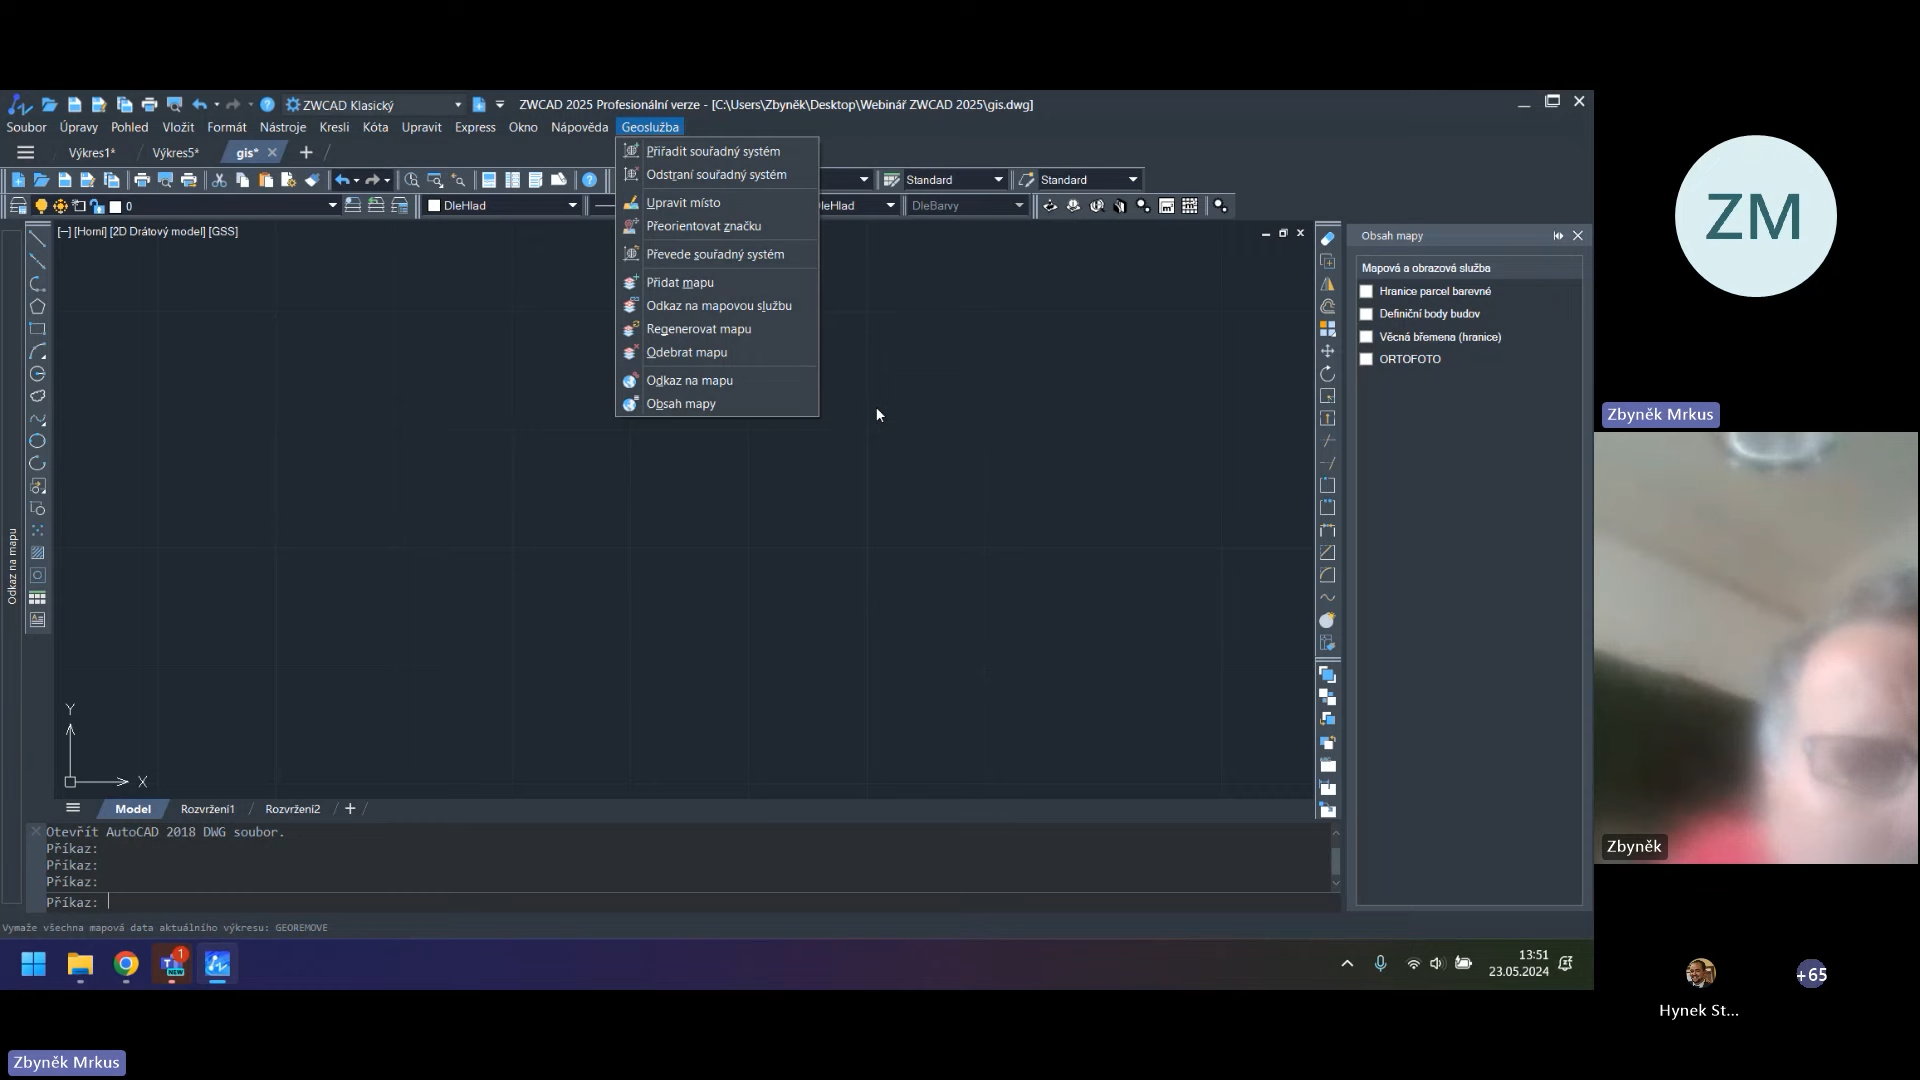 ZWCAD Klasický
ZWCAD 2025 Profesionální verze - [C:\Users\Zbyněk\Desktop\Webinář ZWCAD 2025\gis.dwg]
Soubor Úpravy Pohled Vložit Formát Nástroje Kresli Kóta Upravit Express Okno Nápověda Geoslužba
Výkres1* Výkres5* gis*
Standard Standard
0 DleHlad DleHlad DleBarvy
[−] [Horní] [2D Drátový model] [GSS]
Přiřadit souřadný systém
Odstraní souřadný systém
Upravit místo
Přeorientovat značku
Převede souřadný systém
Přidat mapu
Odkaz na mapovou službu
Regenerovat mapu
Odebrat mapu
Odkaz na mapu
Obsah mapy
Obsah mapy
Mapová a obrazová služba
Hranice parcel barevné
Definiční body budov
Věcná břemena (hranice)
ORTOFOTO
Odkaz na mapu
Y
X
Model Rozvržení1 Rozvržení2
Otevřít AutoCAD 2018 DWG soubor.
Příkaz:
Příkaz:
Příkaz:
Příkaz:
Vymaže všechna mapová data aktuálního výkresu: GEOREMOVE
1
NEW
13:51
23.05.2024
ZM
Zbyněk Mrkus
Zbyněk
Hynek St...
+65
Zbyněk Mrkus